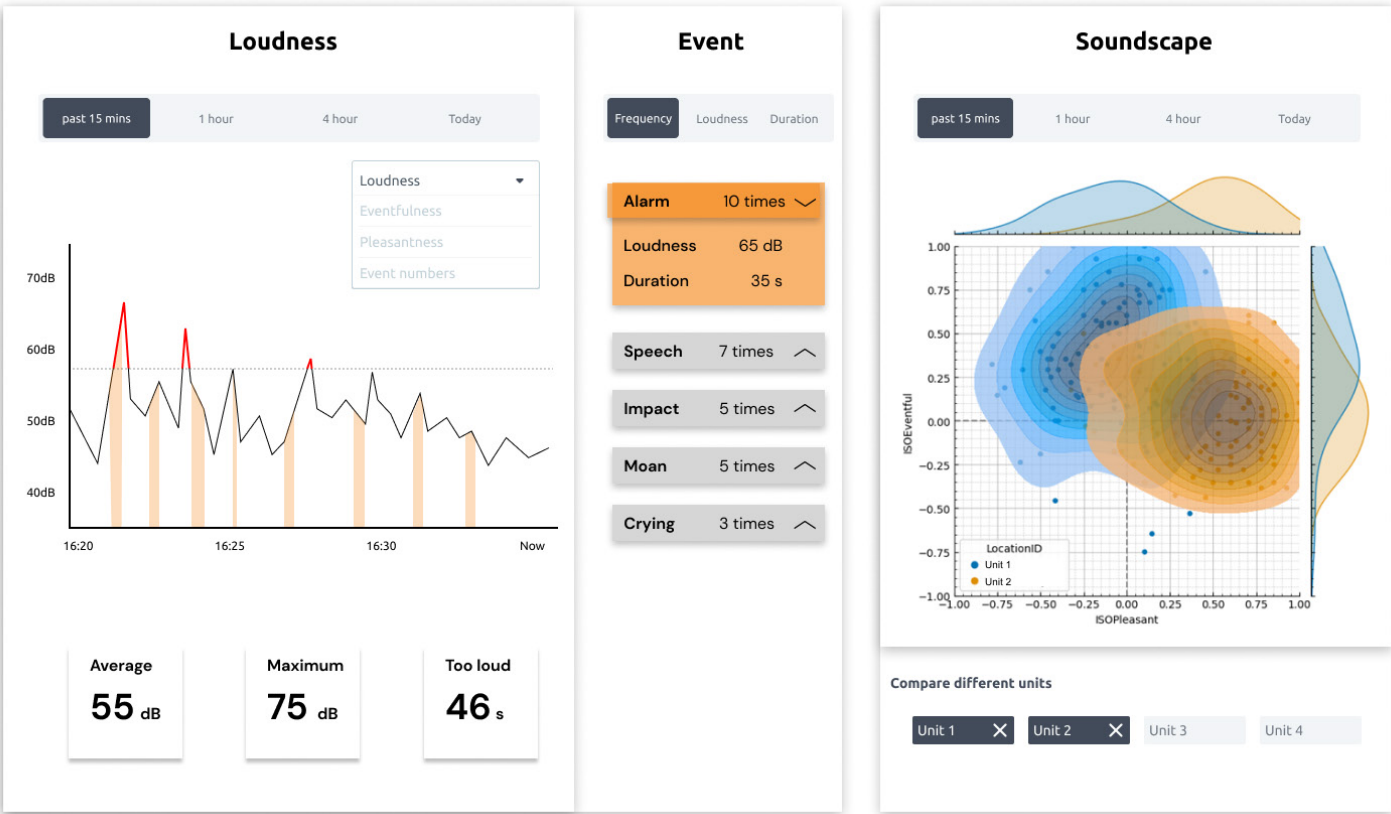 Loudness
past 15 mins 1 hour 4 hour Today
Loudness
Eventfulness
Pleasantness
Event numbers
70dB
60dB
50dB
40dB
16:20 16:25 16:30 Now
Average
55 dB
Maximum
75 dB
Too loud
46 s
Event
Frequency Loudness Duration
Alarm 10 times
Loudness 65 dB
Duration 35 s
Speech 7 times
Impact 5 times
Moan 5 times
Crying 3 times
Soundscape
past 15 mins 1 hour 4 hour Today
1.00
0.75
0.50
0.25
0.00
−0.25
−0.50
−0.75
−1.00
ISOEventful
LocationID
Unit 1
Unit 2
−1.00 −0.75 −0.50 −0.25 0.00 0.25 0.50 0.75 1.00
ISOPleasant
Compare different units
Unit 1 Unit 2 Unit 3 Unit 4